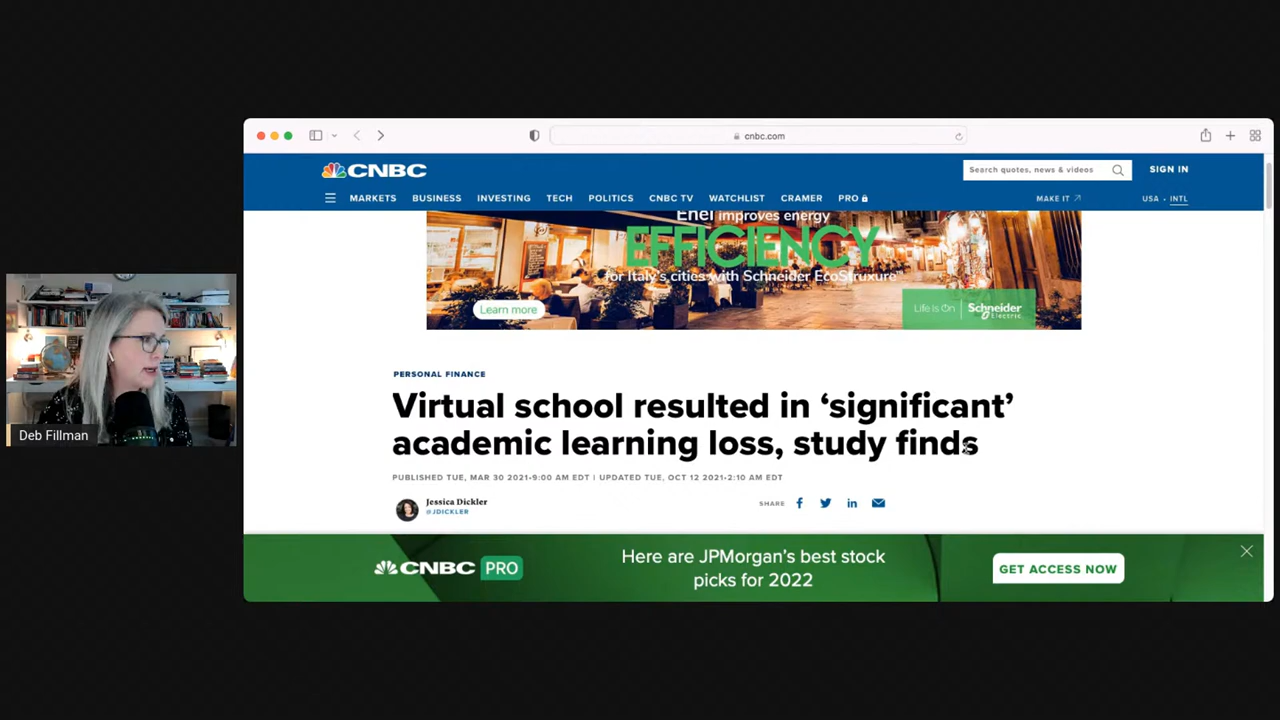 cnbc.com
CNBC
Search quotes, news & videos
SIGN IN
MARKETS BUSINESS INVESTING TECH POLITICS CNBC TV WATCHLIST CRAMER PRO MAKE IT USA • INTL
Enel improves energy
EFFICIENCY
for Italy's cities with Schneider EcoStruxure™
Learn more
Life Is On | Schneider Electric
PERSONAL FINANCE
Virtual school resulted in ‘significant’
academic learning loss, study finds
PUBLISHED TUE, MAR 30 2021•9:00 AM EDT | UPDATED TUE, OCT 12 2021•2:10 AM EDT
Jessica Dickler
@JDICKLER
SHARE
Deb Fillman
CNBC PRO
Here are JPMorgan's best stock
picks for 2022
GET ACCESS NOW